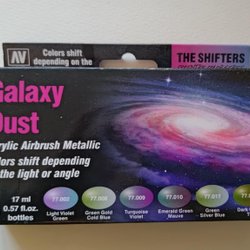 AV
Colors shift
depending on the
THE SHIFTERS
Galaxy
Dust
Acrylic Airbrush Metallic
Colors shift depending
on the light or angle
17 ml
0.57 fl.oz.
bottles
77.002
Light Violet
Green
77.008
Green Gold
Cold Blue
77.009
Turquoise
Violet
77.010
Emerald Green
Mauve
77.011
Green
Silver Blue